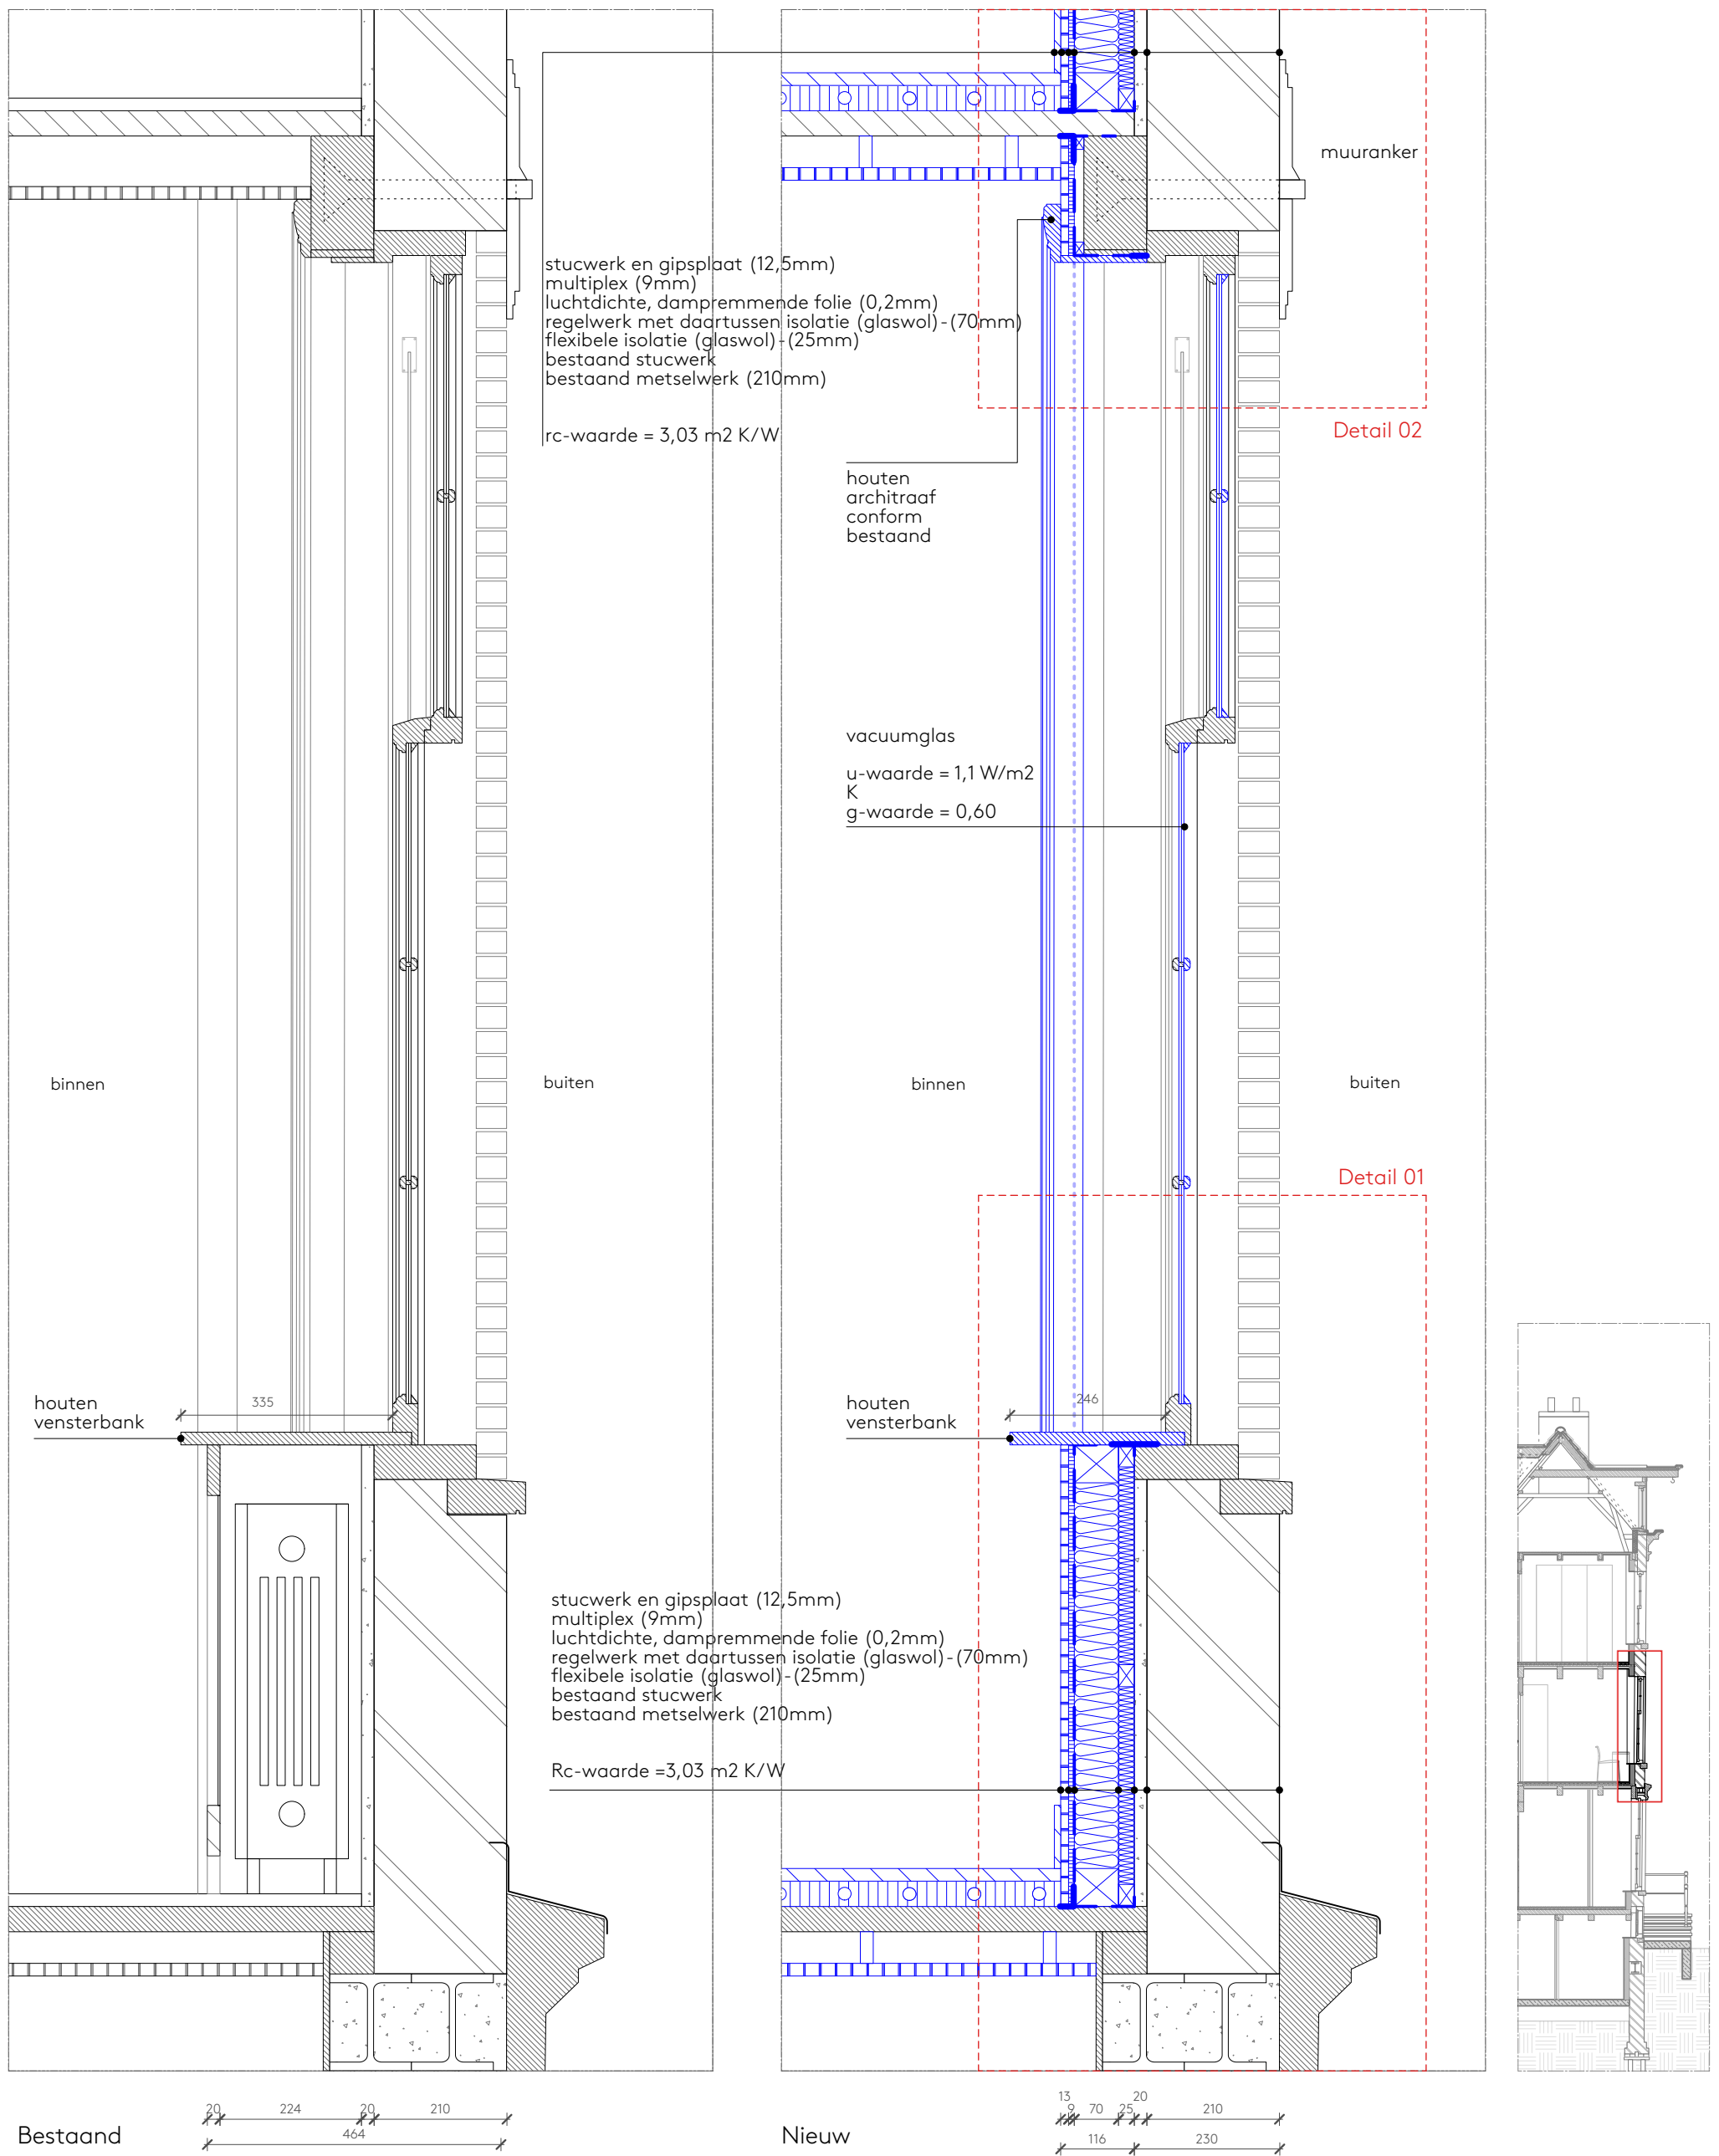 muuranker
stucwerk en gipsplaat (12,5mm)
multiplex (9mm)
luchtdichte, dampremmende folie (0,2mm)
regelwerk met daartussen isolatie (glaswol)-(70mm)
flexibele isolatie (glaswol)-(25mm)
bestaand stucwerk
bestaand metselwerk (210mm)
rc-waarde = 3,03 m2 K/W
Detail 02
houten
architraaf
conform
bestaand
vacuumglas
u-waarde = 1,1 W/m2
K
g-waarde = 0,60
binnen
buiten
binnen
buiten
Detail 01
houten
vensterbank
335
houten
vensterbank
246
stucwerk en gipsplaat (12,5mm)
multiplex (9mm)
luchtdichte, dampremmende folie (0,2mm)
regelwerk met daartussen isolatie (glaswol)-(70mm)
flexibele isolatie (glaswol)-(25mm)
bestaand stucwerk
bestaand metselwerk (210mm)
Rc-waarde =3,03 m2 K/W
Bestaand
20 224 20 210
464
Nieuw
13 9 70 25 20 210
116 230